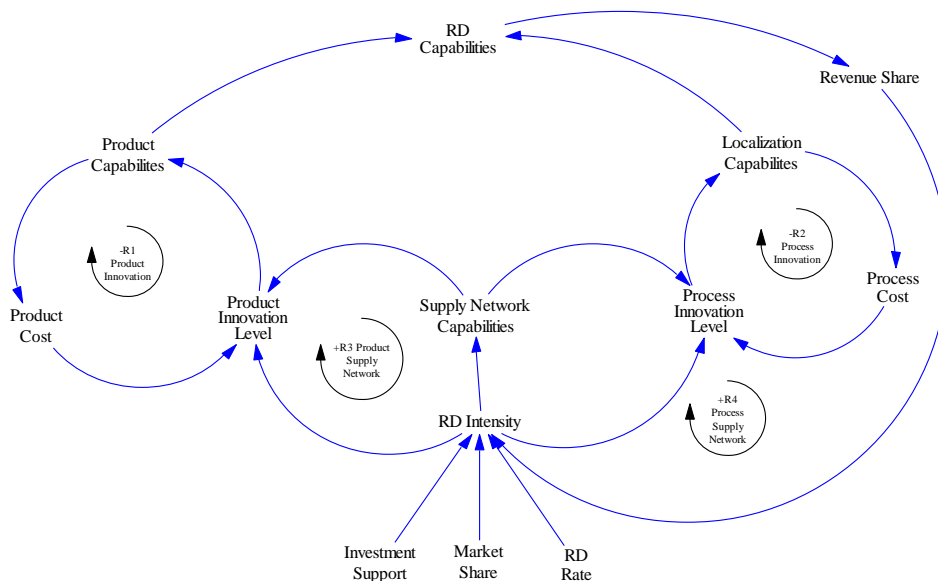 RD
Capabilities
Revenue Share
Product
Capabilites
Localization
Capabilites
-R1
Product
Innovation
-R2
Process
Innovation
Product
Cost
Product
Innovation
Level
Supply Network
Capabilities
Process
Innovation
Level
Process
Cost
+R3 Product
Supply
Network
+R4
Process
Supply
Network
RD Intensity
Investment
Support
Market
Share
RD
Rate